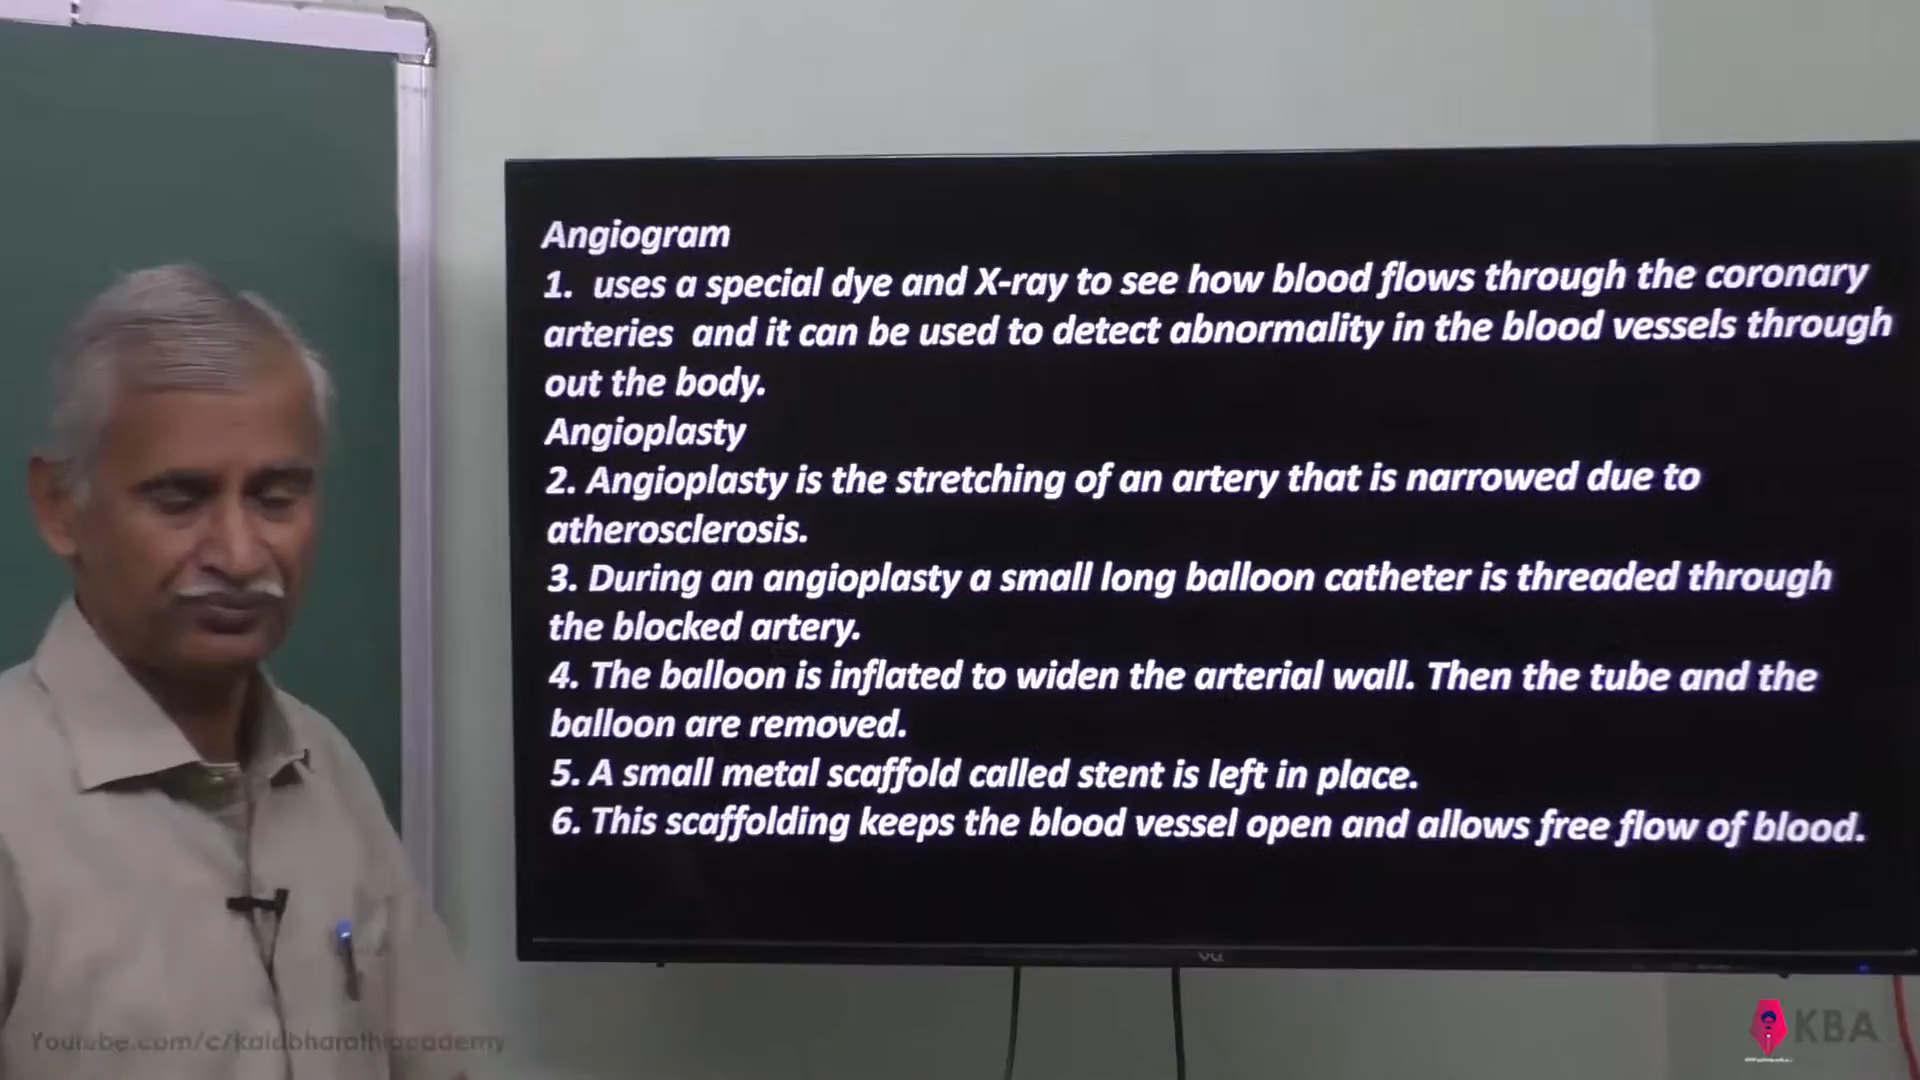 Angiogram
1. uses a special dye and X-ray to see how blood flows through the coronary
arteries and it can be used to detect abnormality in the blood vessels through
out the body.
Angioplasty
2. Angioplasty is the stretching of an artery that is narrowed due to
atherosclerosis.
3. During an angioplasty a small long balloon catheter is threaded through
the blocked artery.
4. The balloon is inflated to widen the arterial wall. Then the tube and the
balloon are removed.
5. A small metal scaffold called stent is left in place.
6. This scaffolding keeps the blood vessel open and allows free flow of blood.
VU
KBA